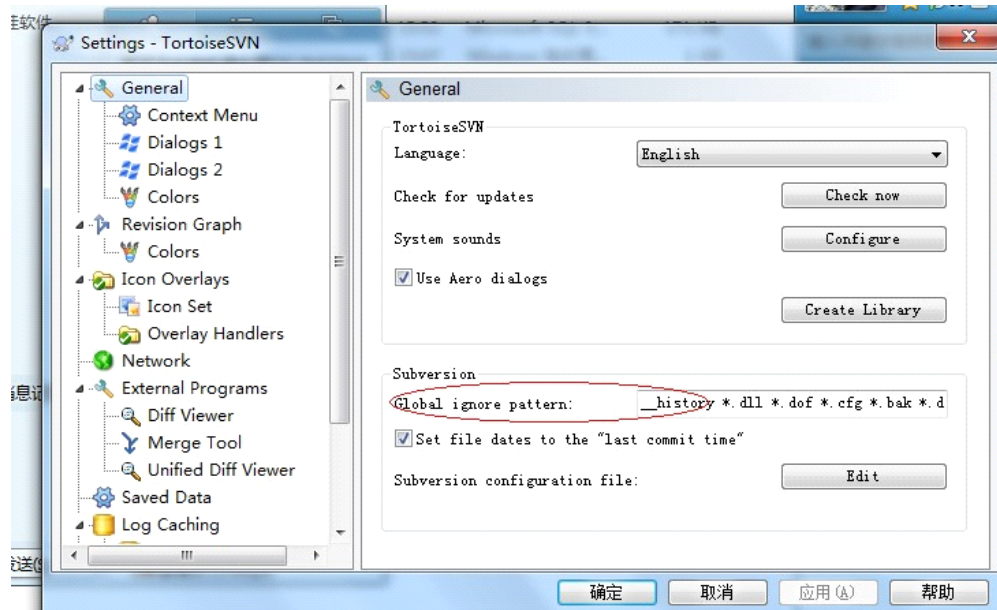 Settings - TortoiseSVN
General
Context Menu
Dialogs 1
Dialogs 2
Colors
Revision Graph
Colors
Icon Overlays
Icon Set
Overlay Handlers
Network
External Programs
Diff Viewer
Merge Tool
Unified Diff Viewer
Saved Data
Log Caching
General
TortoiseSVN
Language: English
Check for updates Check now
System sounds Configure
Use Aero dialogs
Create Library
Subversion
Global ignore pattern: __history *.dll *.dof *.cfg *.bak *.d
Set file dates to the "last commit time"
Subversion configuration file: Edit
确定 取消 应用(A) 帮助